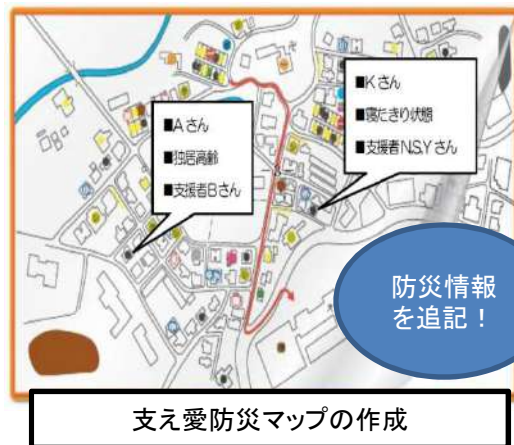 ■Aさん
■独居高齢
■支援者Bさん
■Kさん
■寝たきり状態
■支援者N.S.Yさん
防災情報
を追記！
支え愛防災マップの作成